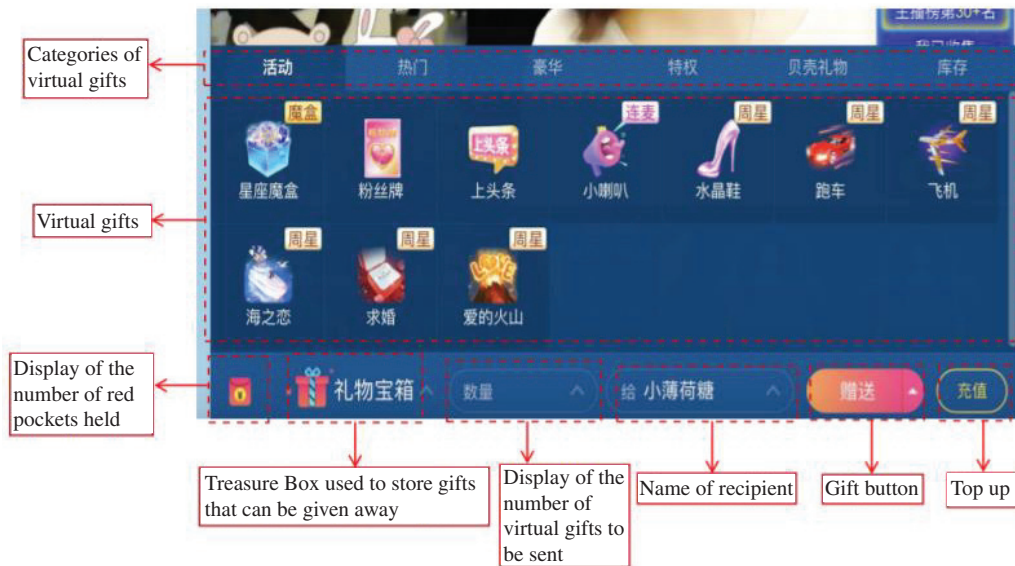 主播榜第30+名
Categories of
virtual gifts
活动
热门
豪华
特权
贝壳礼物
库存
魔盒
连麦
周星
周星
周星
上头条
星座魔盒
粉丝牌
上头条
小喇叭
水晶鞋
跑车
飞机
Virtual gifts
周星
周星
周星
LOVE
海之恋
求婚
爱的火山
Display of the
number of red
pockets held
礼物宝箱
数量
给 小薄荷糖
赠送
充值
Treasure Box used to store gifts
that can be given away
Display of the
number of
virtual gifts to
be sent
Name of recipient
Gift button
Top up